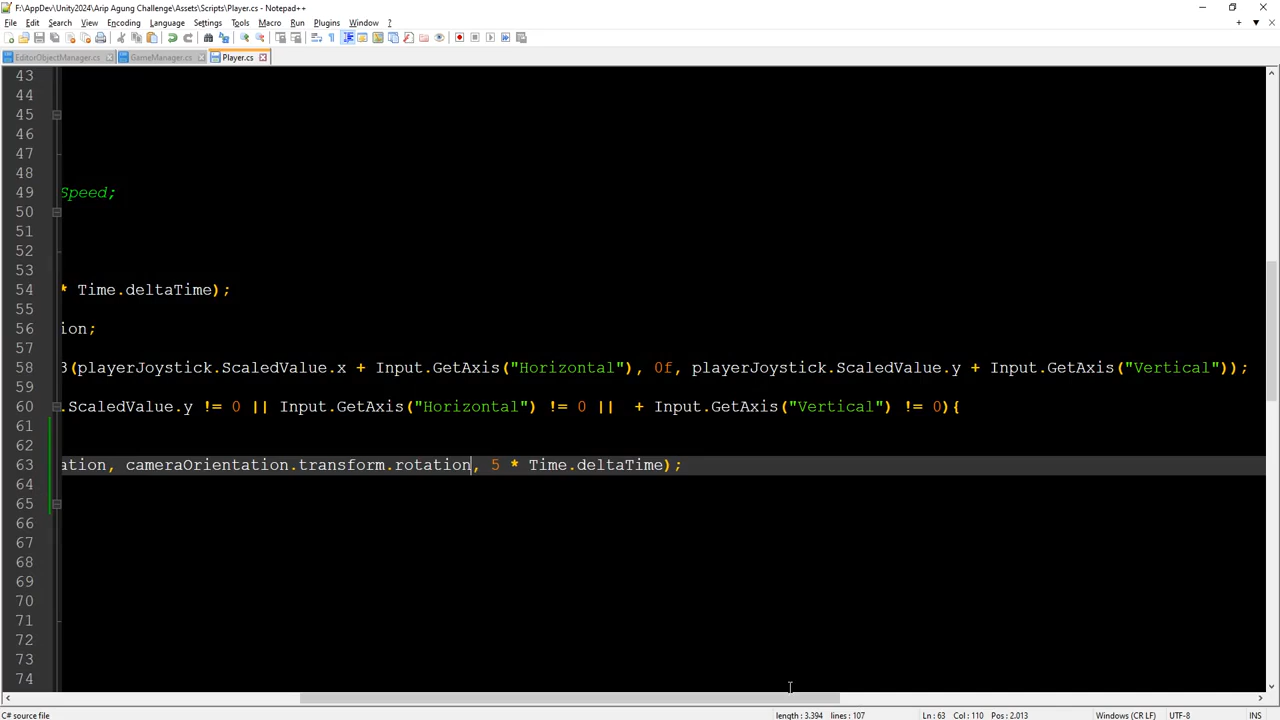 F:\AppDev\Unity2024\Arip Agung Challenge\Assets\Scripts\Player.cs - Notepad++
File Edit Search View Encoding Language Settings Tools Macro Run Plugins Window ?
EditorObjectManager.cs GameManager.cs Player.cs
43
44
45
46
47
48
49 Speed;
50
51
52
53
54 * Time.deltaTime);
55
56 ion;
57
58 3(playerJoystick.ScaledValue.x + Input.GetAxis("Horizontal"), 0f, playerJoystick.ScaledValue.y + Input.GetAxis("Vertical"));
59
60 .ScaledValue.y != 0 || Input.GetAxis("Horizontal") != 0 ||  + Input.GetAxis("Vertical") != 0){
61
62
63 ation, cameraOrientation.transform.rotation, 5 * Time.deltaTime);
64
65
66
67
68
69
70
71
72
73
74
C# source file length : 3.394 lines : 107 Ln : 63 Col : 110 Pos : 2.013 Windows (CR LF) UTF-8 INS